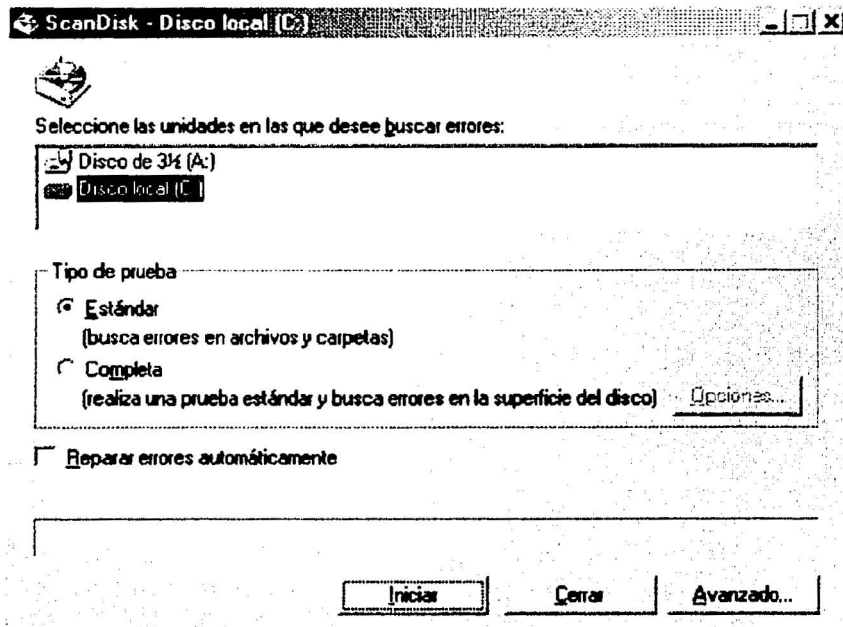 ScanDisk - Disco local (C:)
Seleccione las unidades en las que desee buscar errores:
Disco de 3½ (A:)
Disco local (C:)
Tipo de prueba
Estándar
(busca errores en archivos y carpetas)
Completa
(realiza una prueba estándar y busca errores en la superficie del disco)
Opciones...
Reparar errores automáticamente
Iniciar
Cerrar
Avanzado...